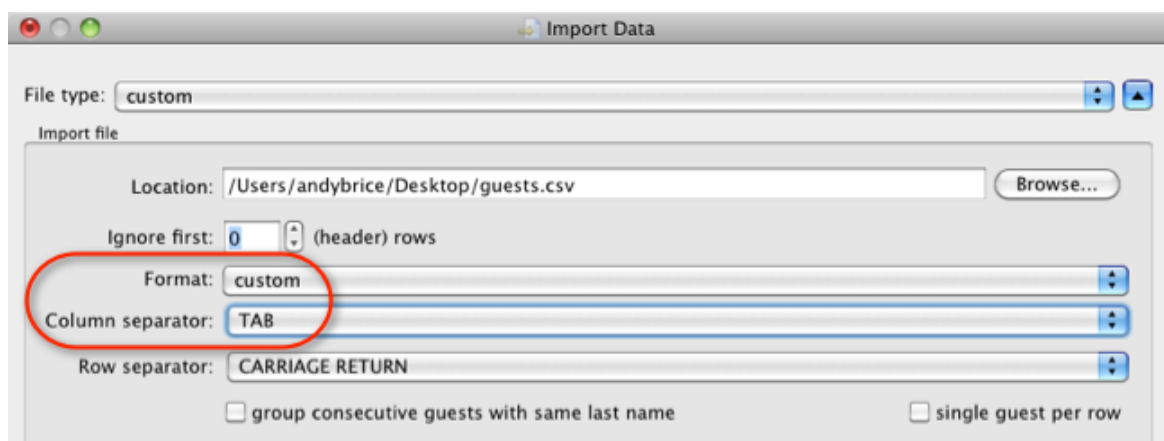 Import Data
File type: custom
Import file
Location: /Users/andybrice/Desktop/guests.csv Browse...
Ignore first: 0 (header) rows
Format: custom
Column separator: TAB
Row separator: CARRIAGE RETURN
group consecutive guests with same last name single guest per row